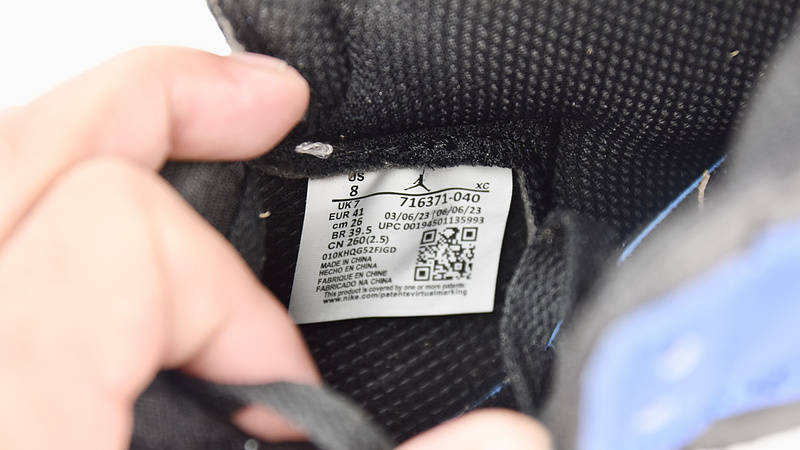 US
8
UK 7
EUR 41
cm 26
BR 39.5
CN 260(2.5)
XC
716371-040
03/06/23 | 06/06/23
UPC 00194501135993
010KHQG52FJGD
MADE IN CHINA
HECHO EN CHINA
FABRIQUE EN CHINE
FABRICADO NA CHINA
This product is covered by one or more patents:
www.nike.com/patentsvirtualmarking